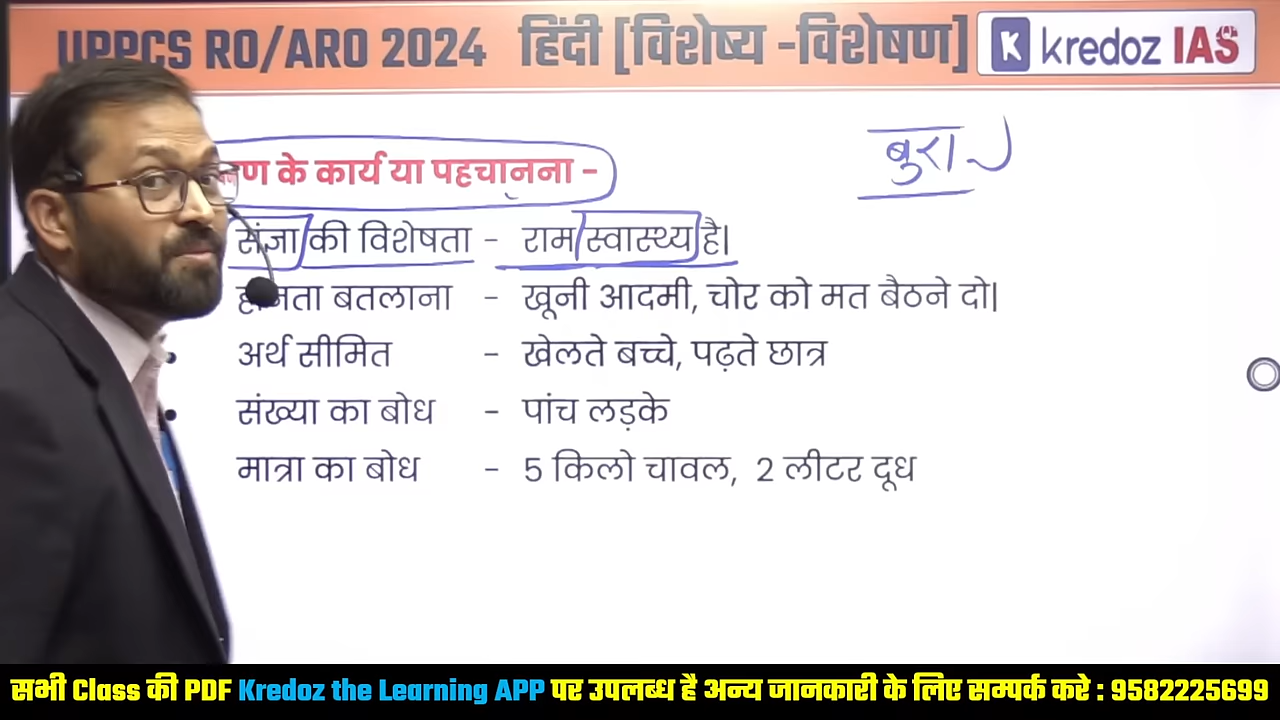 UPPCS RO/ARO 2024 हिंदी [विशेष्य -विशेषण]
kredoz IAS
के कार्य या पहचानना -
बुरा
संज्ञा की विशेषता - राम स्वास्थ्य है।
बतलाना - खूनी आदमी, चोर को मत बैठने दो।
• अर्थ सीमित - खेलते बच्चे, पढ़ते छात्र
• संख्या का बोध - पांच लड़के
मात्रा का बोध - 5 किलो चावल, 2 लीटर दूध
सभी Class की PDF Kredoz the Learning APP पर उपलब्ध है अन्य जानकारी के लिए सम्पर्क करे : 9582225699